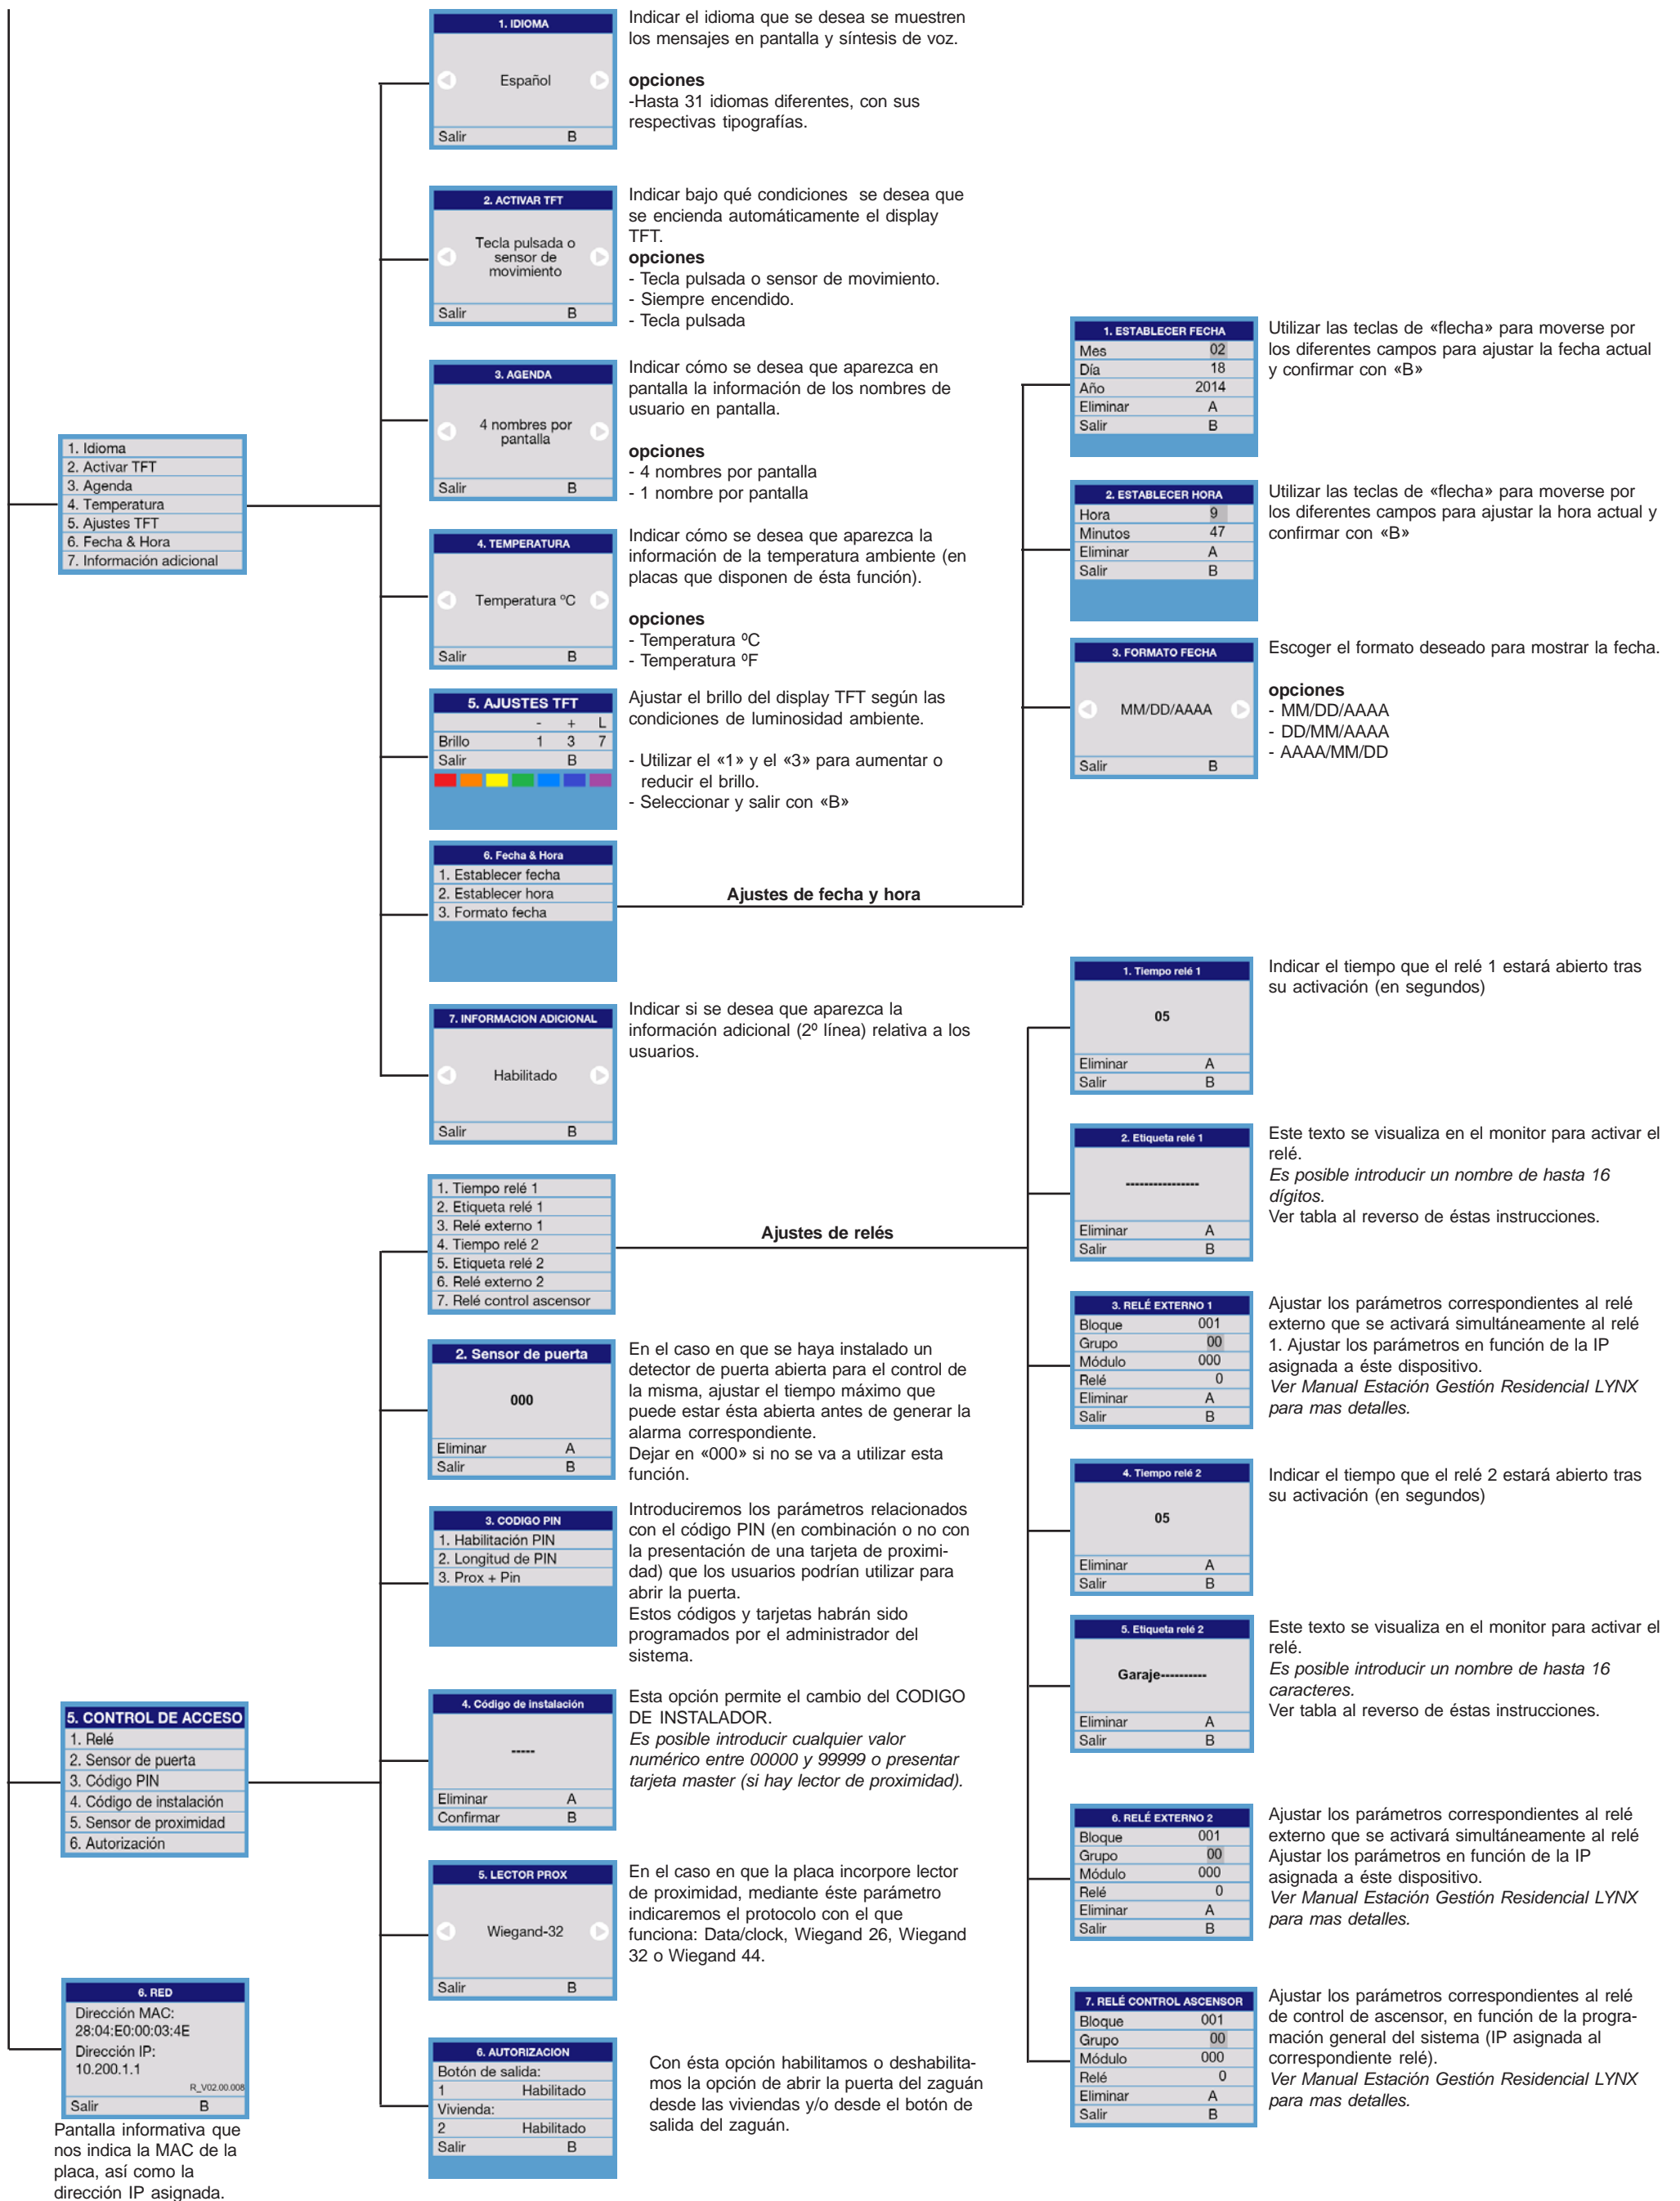 1. Idioma
2. Activar TFT
3. Agenda
4. Temperatura
5. Ajustes TFT
6. Fecha & Hora
7. Información adicional
1. IDIOMA
Español
Salir B
Indicar el idioma que se desea se muestren
los mensajes en pantalla y síntesis de voz.
opciones
-Hasta 31 idiomas diferentes, con sus
respectivas tipografías.
2. ACTIVAR TFT
Tecla pulsada o
sensor de
movimiento
Salir B
Indicar bajo qué condiciones se desea que
se encienda automáticamente el display
TFT.
opciones
- Tecla pulsada o sensor de movimiento.
- Siempre encendido.
- Tecla pulsada
3. AGENDA
4 nombres por
pantalla
Salir B
Indicar cómo se desea que aparezca en
pantalla la información de los nombres de
usuario en pantalla.
opciones
- 4 nombres por pantalla
- 1 nombre por pantalla
4. TEMPERATURA
Temperatura ºC
Salir B
Indicar cómo se desea que aparezca la
información de la temperatura ambiente (en
placas que disponen de ésta función).
opciones
- Temperatura ºC
- Temperatura ºF
5. AJUSTES TFT
- + L
Brillo 1 3 7
Salir B
Ajustar el brillo del display TFT según las
condiciones de luminosidad ambiente.
- Utilizar el «1» y el «3» para aumentar o
reducir el brillo.
- Seleccionar y salir con «B»
6. Fecha & Hora
1. Establecer fecha
2. Establecer hora
3. Formato fecha
Ajustes de fecha y hora
1. ESTABLECER FECHA
Mes 02
Día 18
Año 2014
Eliminar A
Salir B
Utilizar las teclas de «flecha» para moverse por
los diferentes campos para ajustar la fecha actual
y confirmar con «B»
2. ESTABLECER HORA
Hora 9
Minutos 47
Eliminar A
Salir B
Utilizar las teclas de «flecha» para moverse por
los diferentes campos para ajustar la hora actual y
confirmar con «B»
3. FORMATO FECHA
MM/DD/AAAA
Salir B
Escoger el formato deseado para mostrar la fecha.
opciones
- MM/DD/AAAA
- DD/MM/AAAA
- AAAA/MM/DD
7. INFORMACION ADICIONAL
Habilitado
Salir B
Indicar si se desea que aparezca la
información adicional (2º línea) relativa a los
usuarios.
5. CONTROL DE ACCESO
1. Relé
2. Sensor de puerta
3. Código PIN
4. Código de instalación
5. Sensor de proximidad
6. Autorización
1. Tiempo relé 1
2. Etiqueta relé 1
3. Relé externo 1
4. Tiempo relé 2
5. Etiqueta relé 2
6. Relé externo 2
7. Relé control ascensor
Ajustes de relés
1. Tiempo relé 1
05
Eliminar A
Salir B
Indicar el tiempo que el relé 1 estará abierto tras
su activación (en segundos)
2. Etiqueta relé 1
----------------
Eliminar A
Salir B
Este texto se visualiza en el monitor para activar el
relé.
Es posible introducir un nombre de hasta 16
dígitos.
Ver tabla al reverso de éstas instrucciones.
3. RELÉ EXTERNO 1
Bloque 001
Grupo 00
Módulo 000
Relé 0
Eliminar A
Salir B
Ajustar los parámetros correspondientes al relé
externo que se activará simultáneamente al relé
1. Ajustar los parámetros en función de la IP
asignada a éste dispositivo.
Ver Manual Estación Gestión Residencial LYNX
para mas detalles.
4. Tiempo relé 2
05
Eliminar A
Salir B
Indicar el tiempo que el relé 2 estará abierto tras
su activación (en segundos)
5. Etiqueta relé 2
Garaje----------
Eliminar A
Salir B
Este texto se visualiza en el monitor para activar el
relé.
Es posible introducir un nombre de hasta 16
caracteres.
Ver tabla al reverso de éstas instrucciones.
6. RELÉ EXTERNO 2
Bloque 001
Grupo 00
Módulo 000
Relé 0
Eliminar A
Salir B
Ajustar los parámetros correspondientes al relé
externo que se activará simultáneamente al relé
Ajustar los parámetros en función de la IP
asignada a éste dispositivo.
Ver Manual Estación Gestión Residencial LYNX
para mas detalles.
7. RELÉ CONTROL ASCENSOR
Bloque 001
Grupo 00
Módulo 000
Relé 0
Eliminar A
Salir B
Ajustar los parámetros correspondientes al relé
de control de ascensor, en función de la progra-
mación general del sistema (IP asignada al
correspondiente relé).
Ver Manual Estación Gestión Residencial LYNX
para mas detalles.
2. Sensor de puerta
000
Eliminar A
Salir B
En el caso en que se haya instalado un
detector de puerta abierta para el control de
la misma, ajustar el tiempo máximo que
puede estar ésta abierta antes de generar la
alarma correspondiente.
Dejar en «000» si no se va a utilizar esta
función.
3. CODIGO PIN
1. Habilitación PIN
2. Longitud de PIN
3. Prox + Pin
Introduciremos los parámetros relacionados
con el código PIN (en combinación o no con
la presentación de una tarjeta de proximi-
dad) que los usuarios podrían utilizar para
abrir la puerta.
Estos códigos y tarjetas habrán sido
programados por el administrador del
sistema.
4. Código de instalación
-----
Eliminar A
Confirmar B
Esta opción permite el cambio del CODIGO
DE INSTALADOR.
Es posible introducir cualquier valor
numérico entre 00000 y 99999 o presentar
tarjeta master (si hay lector de proximidad).
5. LECTOR PROX
Wiegand-32
Salir B
En el caso en que la placa incorpore lector
de proximidad, mediante éste parámetro
indicaremos el protocolo con el que
funciona: Data/clock, Wiegand 26, Wiegand
32 o Wiegand 44.
6. AUTORIZACION
Botón de salida:
1 Habilitado
Vivienda:
2 Habilitado
Salir B
Con ésta opción habilitamos o deshabilita-
mos la opción de abrir la puerta del zaguán
desde las viviendas y/o desde el botón de
salida del zaguán.
6. RED
Dirección MAC:
28:04:E0:00:03:4E
Dirección IP:
10.200.1.1
R_V02.00.008
Salir B
Pantalla informativa que
nos indica la MAC de la
placa, así como la
dirección IP asignada.